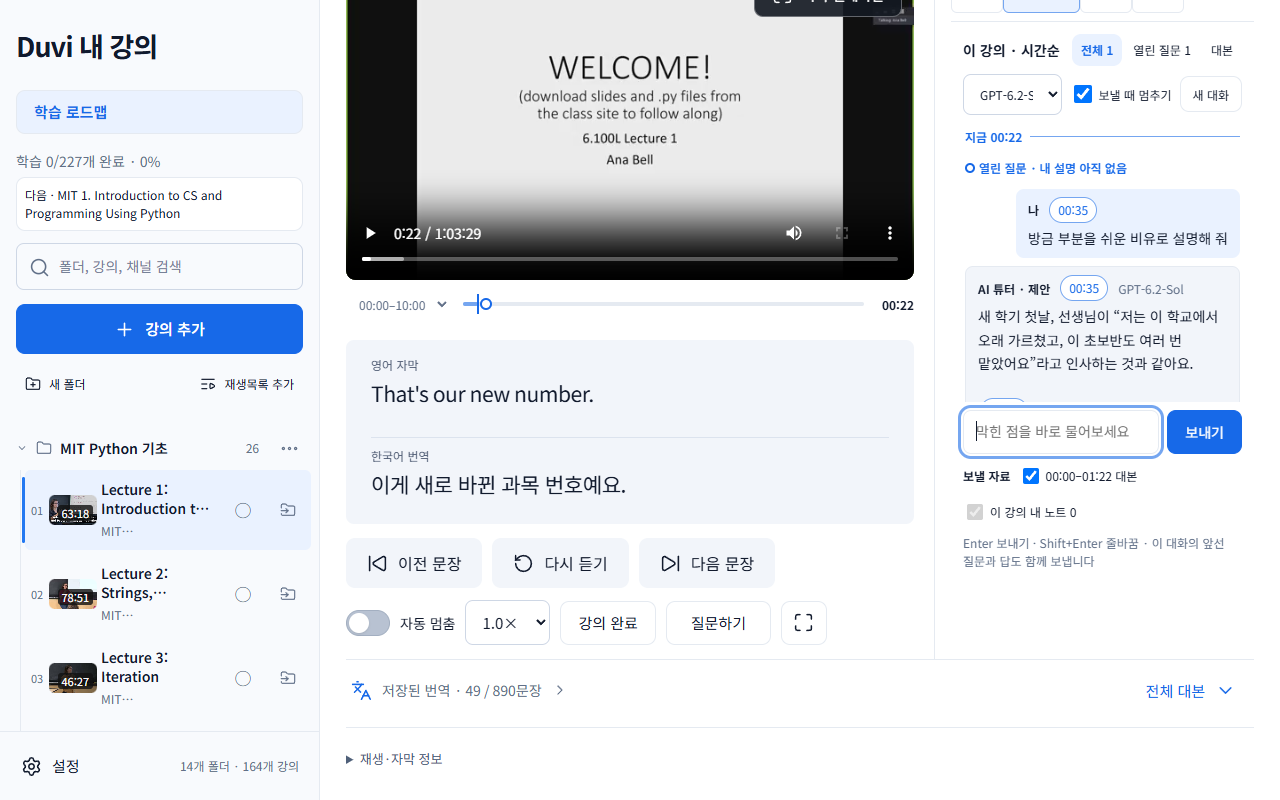 Duvi 내 강의
학습 로드맵
학습 0/227개 완료 · 0%
다음 · MIT 1. Introduction to CS and
Programming Using Python
폴더, 강의, 채널 검색
강의 추가
새 폴더
재생목록 추가
MIT Python 기초
26
01
63:18
Lecture 1:
Introduction t…
MIT…
02
78:51
Lecture 2:
Strings,…
MIT…
03
46:27
Lecture 3:
Iteration
MIT…
설정
14개 폴더 · 164개 강의
WELCOME!
(download slides and .py files from
the class site to follow along)
6.100L Lecture 1
Ana Bell
0:22 / 1:03:29
00:00–10:00
00:22
영어 자막
That's our new number.
한국어 번역
이게 새로 바뀐 과목 번호예요.
이전 문장
다시 듣기
다음 문장
자동 멈춤
1.0×
강의 완료
질문하기
저장된 번역 · 49 / 890문장
전체 대본
재생·자막 정보
이 강의 · 시간순
전체 1
열린 질문 1
대본
GPT-6.2-S
보낼 때 멈추기
새 대화
지금 00:22
열린 질문 · 내 설명 아직 없음
나
00:35
방금 부분을 쉬운 비유로 설명해 줘
AI 튜터 · 제안
00:35
GPT-6.2-Sol
새 학기 첫날, 선생님이 “저는 이 학교에서
오래 가르쳤고, 이 초보반도 여러 번
맡았어요”라고 인사하는 것과 같아요.
막힌 점을 바로 물어보세요
보내기
보낼 자료
00:00–01:22 대본
이 강의 내 노트 0
Enter 보내기 · Shift+Enter 줄바꿈 · 이 대화의 앞선
질문과 답도 함께 보냅니다